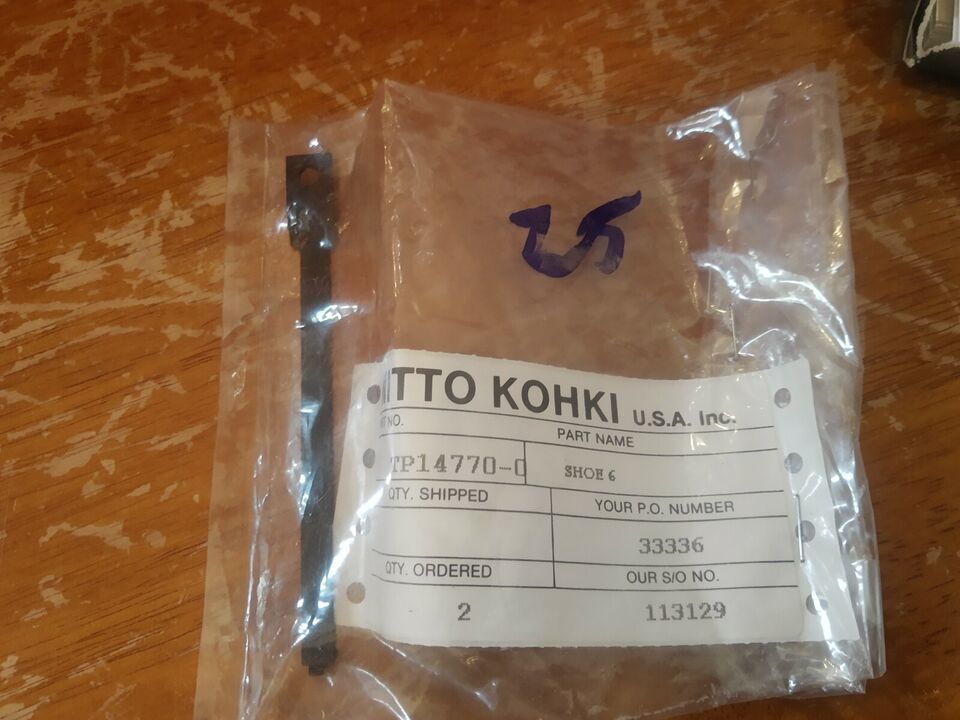 ITTO KOHKI U.S.A. Inc.
NO.
PART NAME
TP14770-0
SHOE 6
QTY. SHIPPED
YOUR P.O. NUMBER
33336
QTY. ORDERED
OUR S/O NO.
2
113129